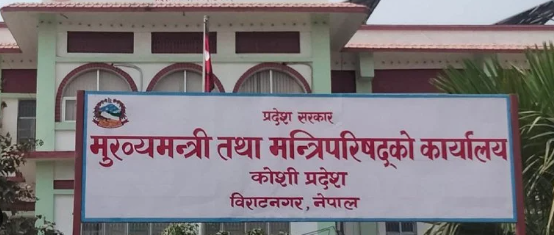 प्रदेश सरकार
मुख्यमन्त्री तथा मन्त्रिपरिषद्को कार्यालय
कोशी प्रदेश
विराटनगर, नेपाल